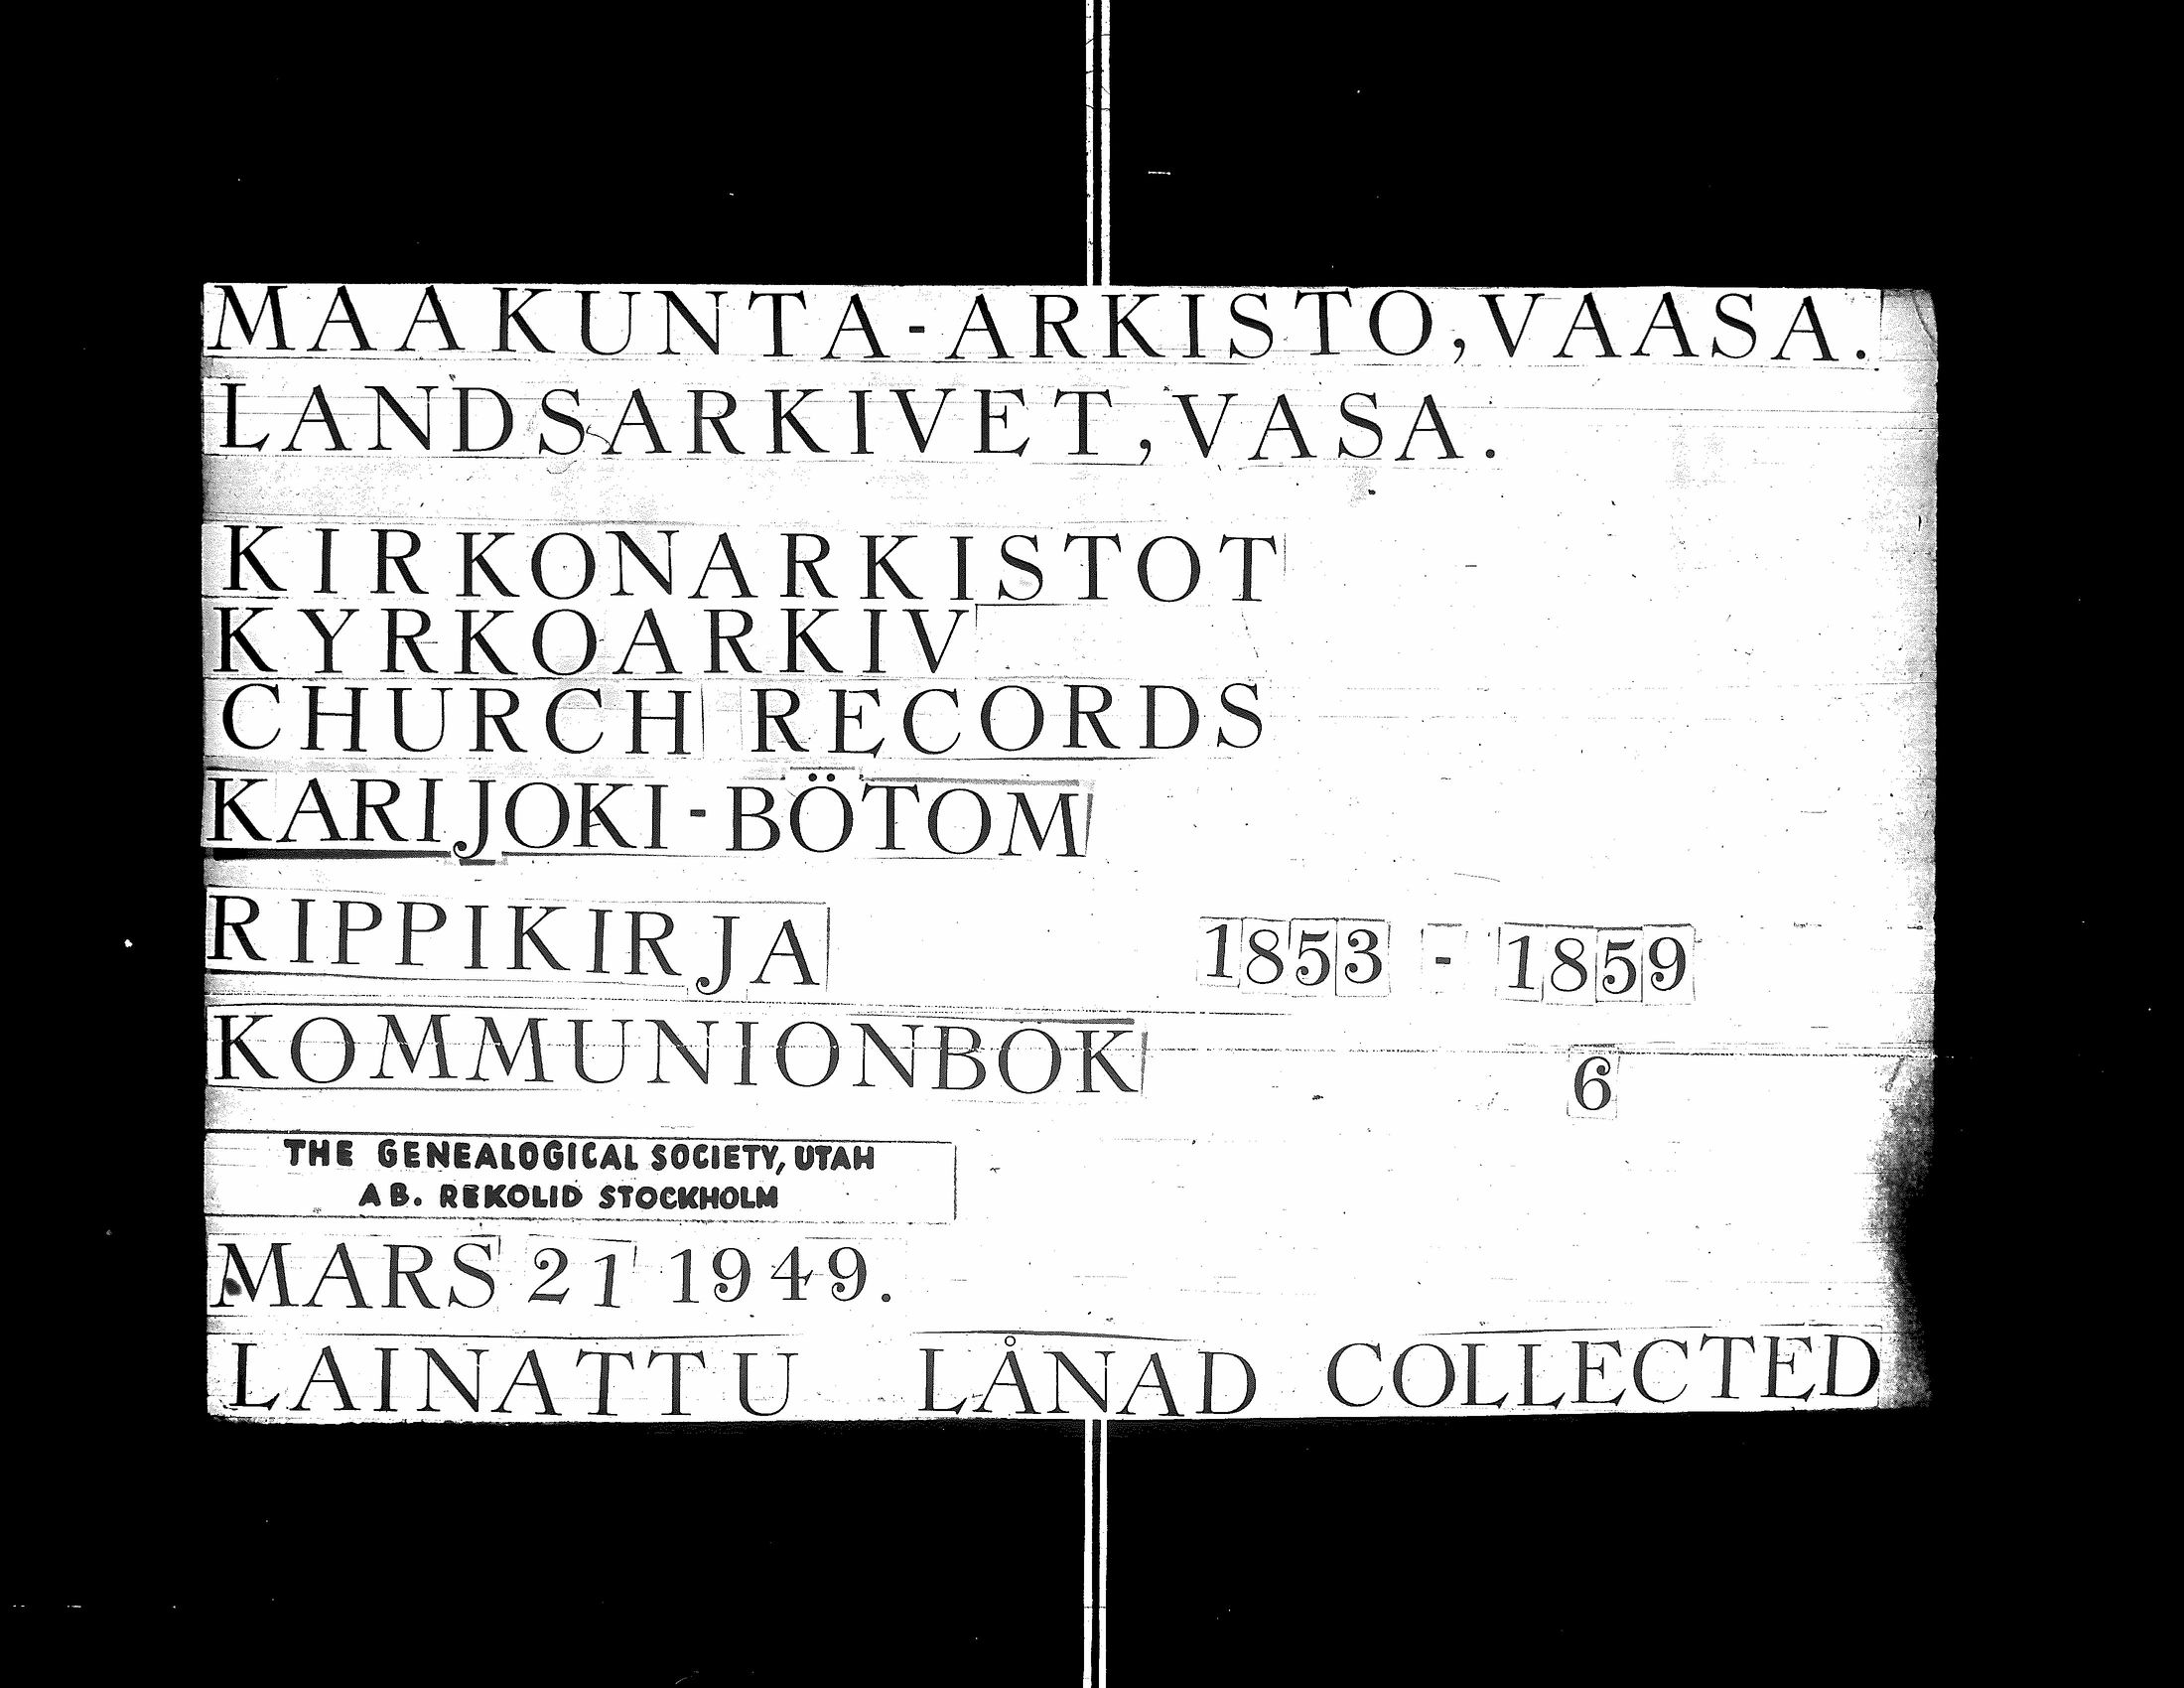 MAAKUNTA-ARKISTO, VAASA.
LANDSARKIVET, VASA.
KIRKONARKISTOT
KYRKOARKIV
CHURCH RECORDS
KARIJOKI-BÖTOM
RIPPIKIRJA 1853 - 1859
KOMMUNIONBOK 6
THE GENEALOGICAL SOCIETY, UTAH
AB. REKOLID STOCKHOLM
MARS 21 1949.
LAINATTU LÅNAD COLLECTED